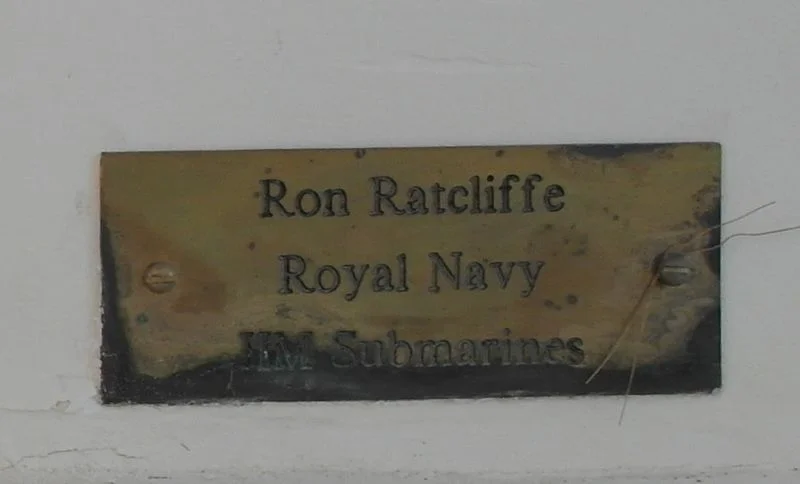 Ron Ratcliffe
Royal Navy
HM Submarines